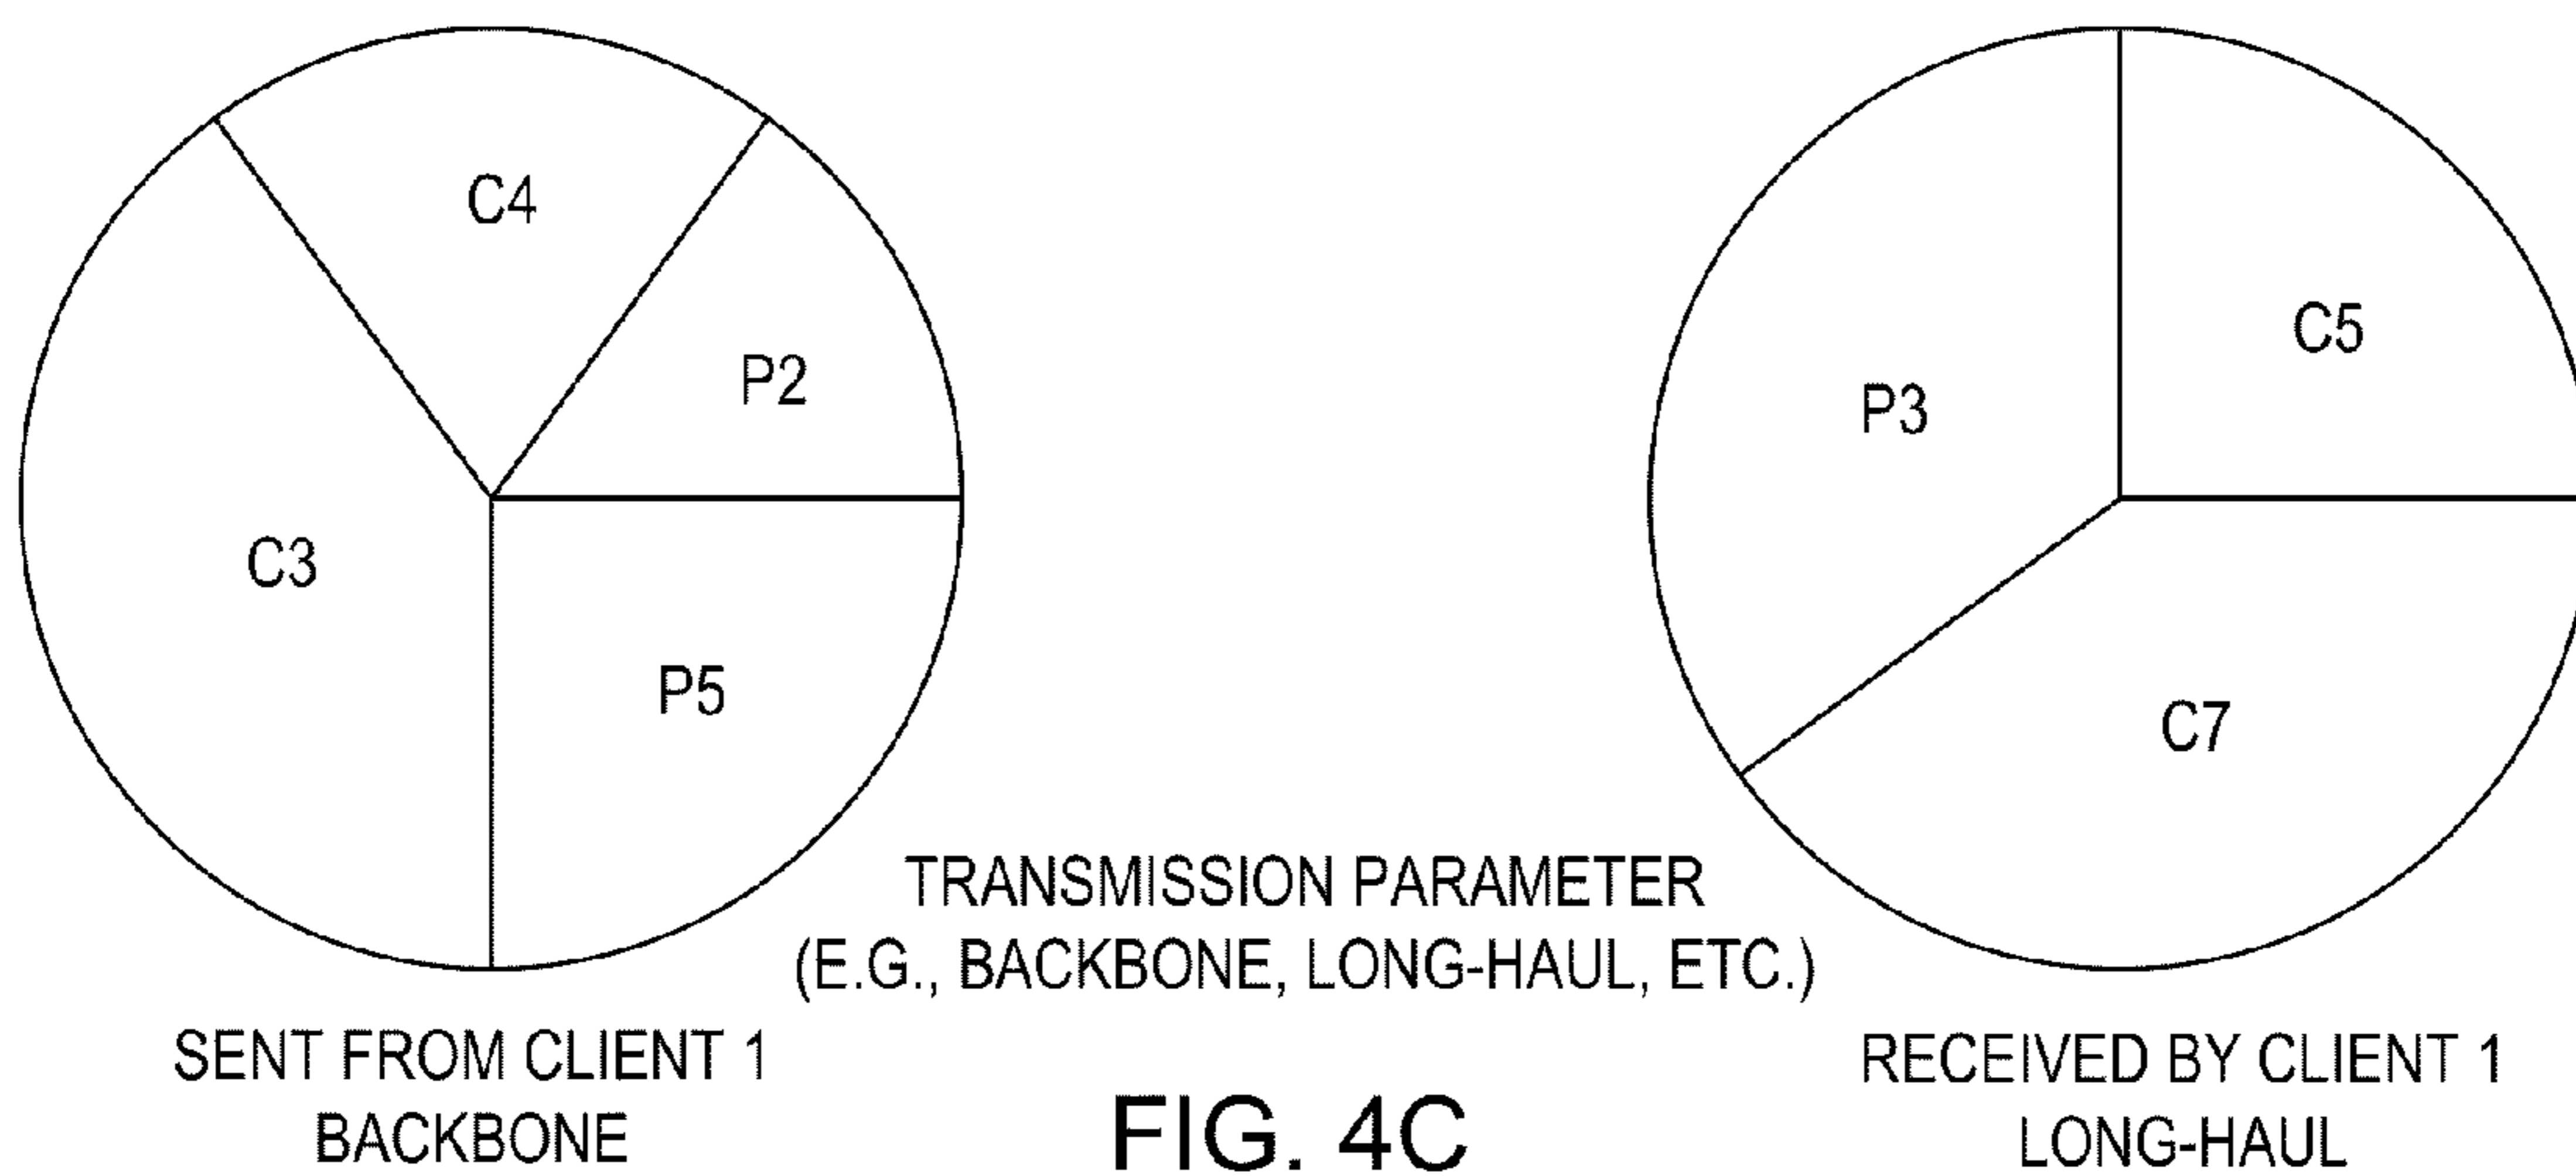 C4
P2
C3
P5
P3
C5
C7
TRANSMISSION PARAMETER
(E.G., BACKBONE, LONG-HAUL, ETC.)
SENT FROM CLIENT 1
BACKBONE
RECEIVED BY CLIENT 1
LONG-HAUL
FIG. 4C